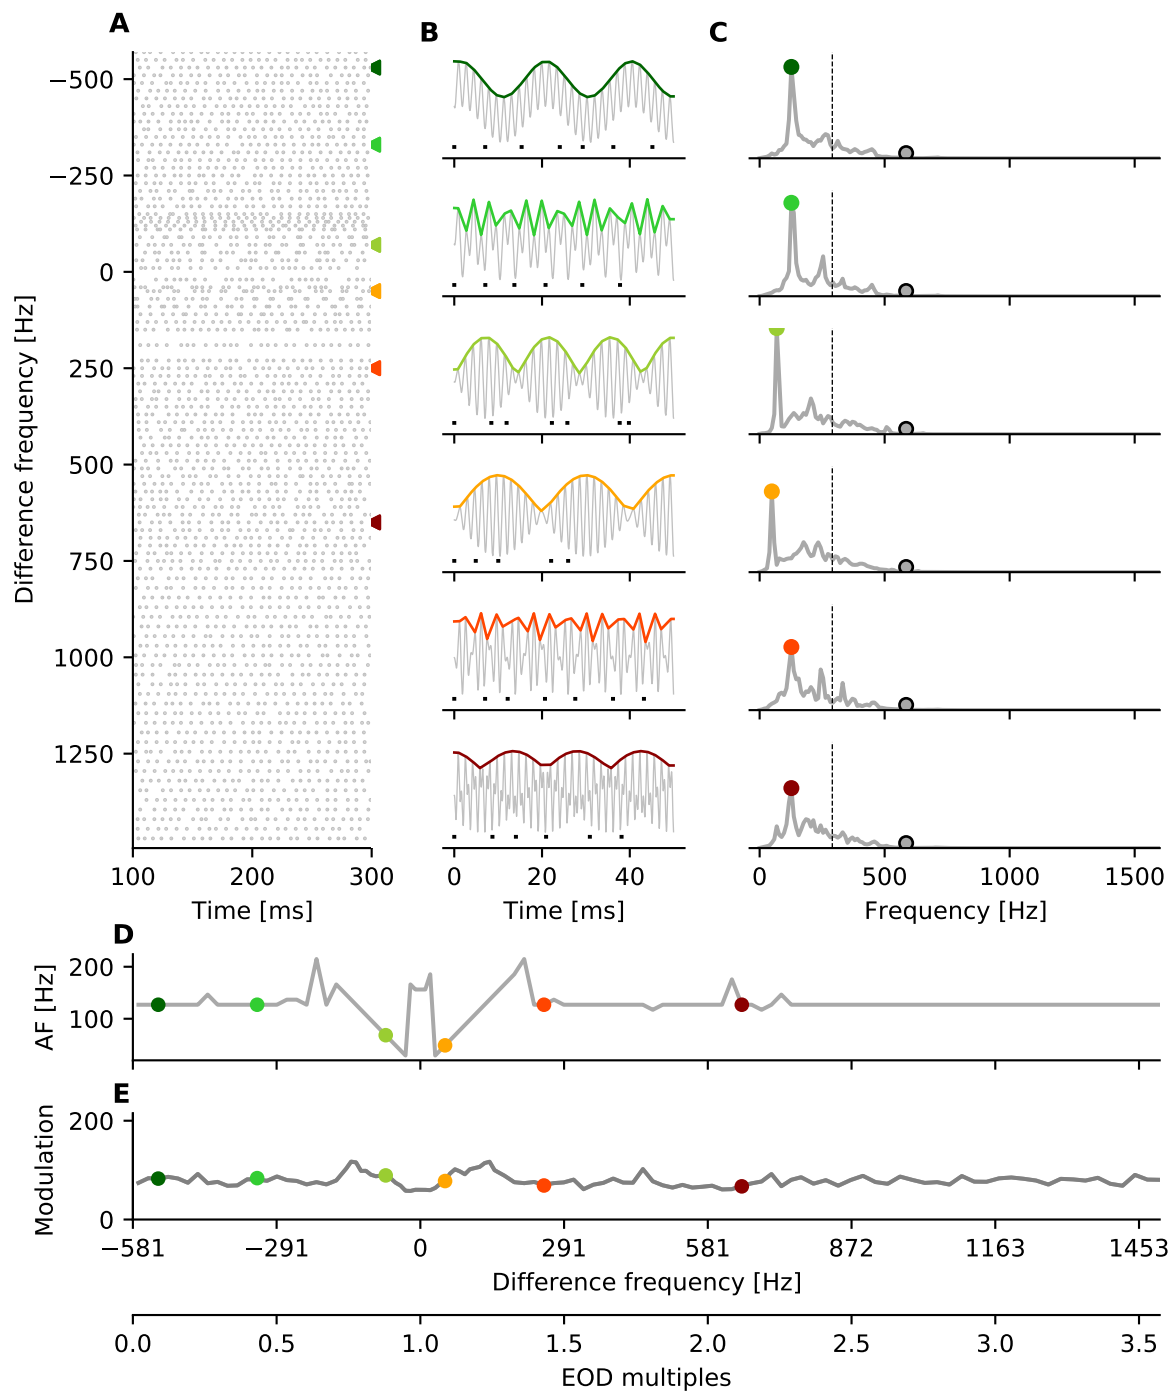 A
B
C
−500
−250
0
250
500
750
1000
1250
Difference frequency [Hz]
100
200
300
Time [ms]
0
20
40
Time [ms]
0
500
1000
1500
Frequency [Hz]
D
200
100
AF [Hz]
E
200
0
Modulation
−581
−291
0
291
581
872
1163
1453
Difference frequency [Hz]
0.0
0.5
1.0
1.5
2.0
2.5
3.0
3.5
EOD multiples